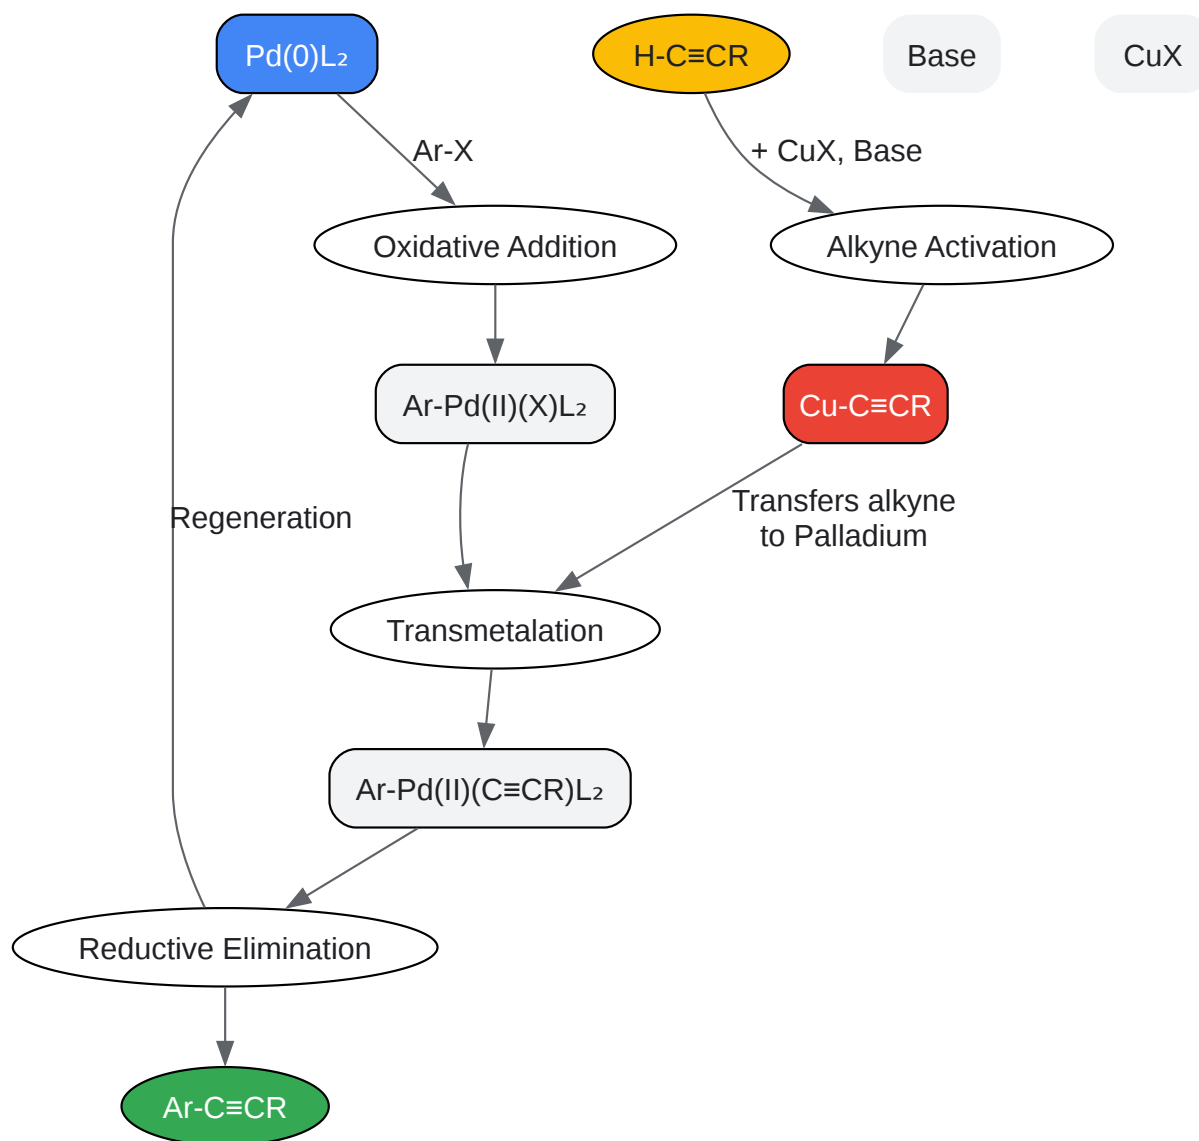 Pd(0)L₂
H-C≡CR
Base
CuX
Ar-X
+ CuX, Base
Oxidative Addition
Alkyne Activation
Ar-Pd(II)(X)L₂
Cu-C≡CR
Regeneration
Transfers alkyne
to Palladium
Transmetalation
Ar-Pd(II)(C≡CR)L₂
Reductive Elimination
Ar-C≡CR